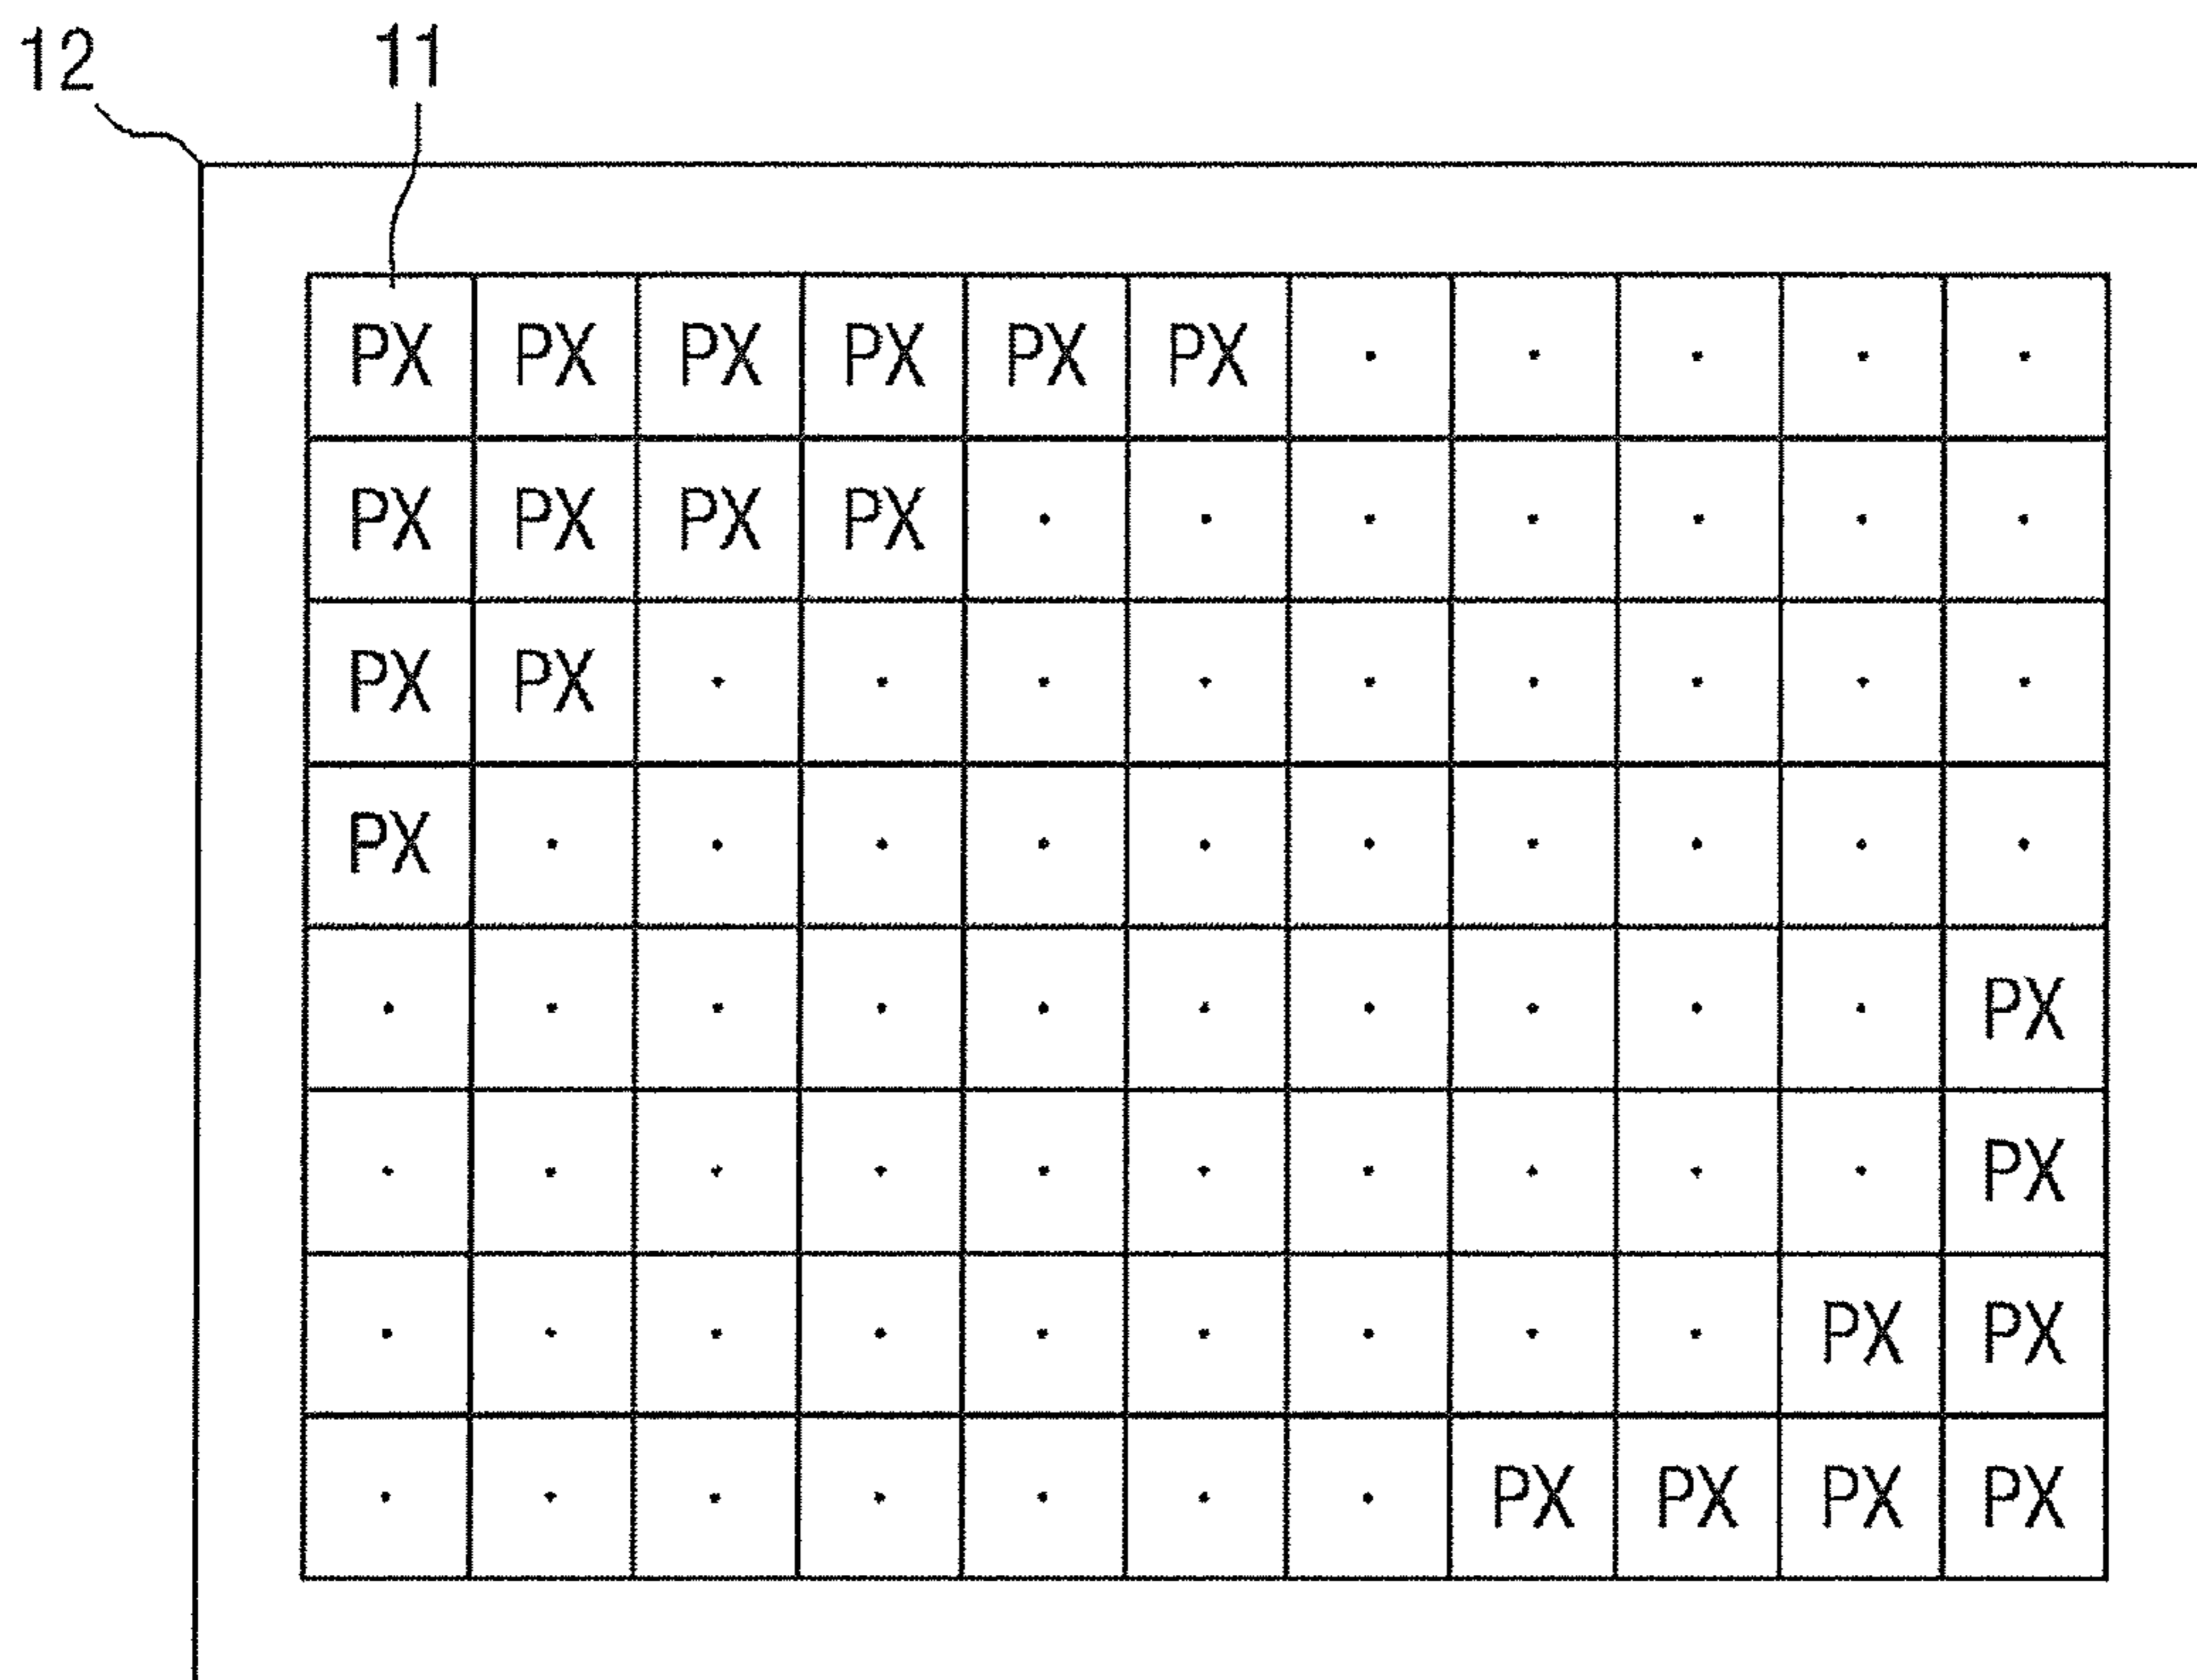 12 11
PX PX PX PX PX PX . . . . .
PX PX PX PX . . . . . . .
PX PX . . . . . . . . .
PX . . . . . . . . . .
. . . . . . . . . . PX
. . . . . . . . . . PX
. . . . . . . . . PX PX
. . . . . . . PX PX PX PX